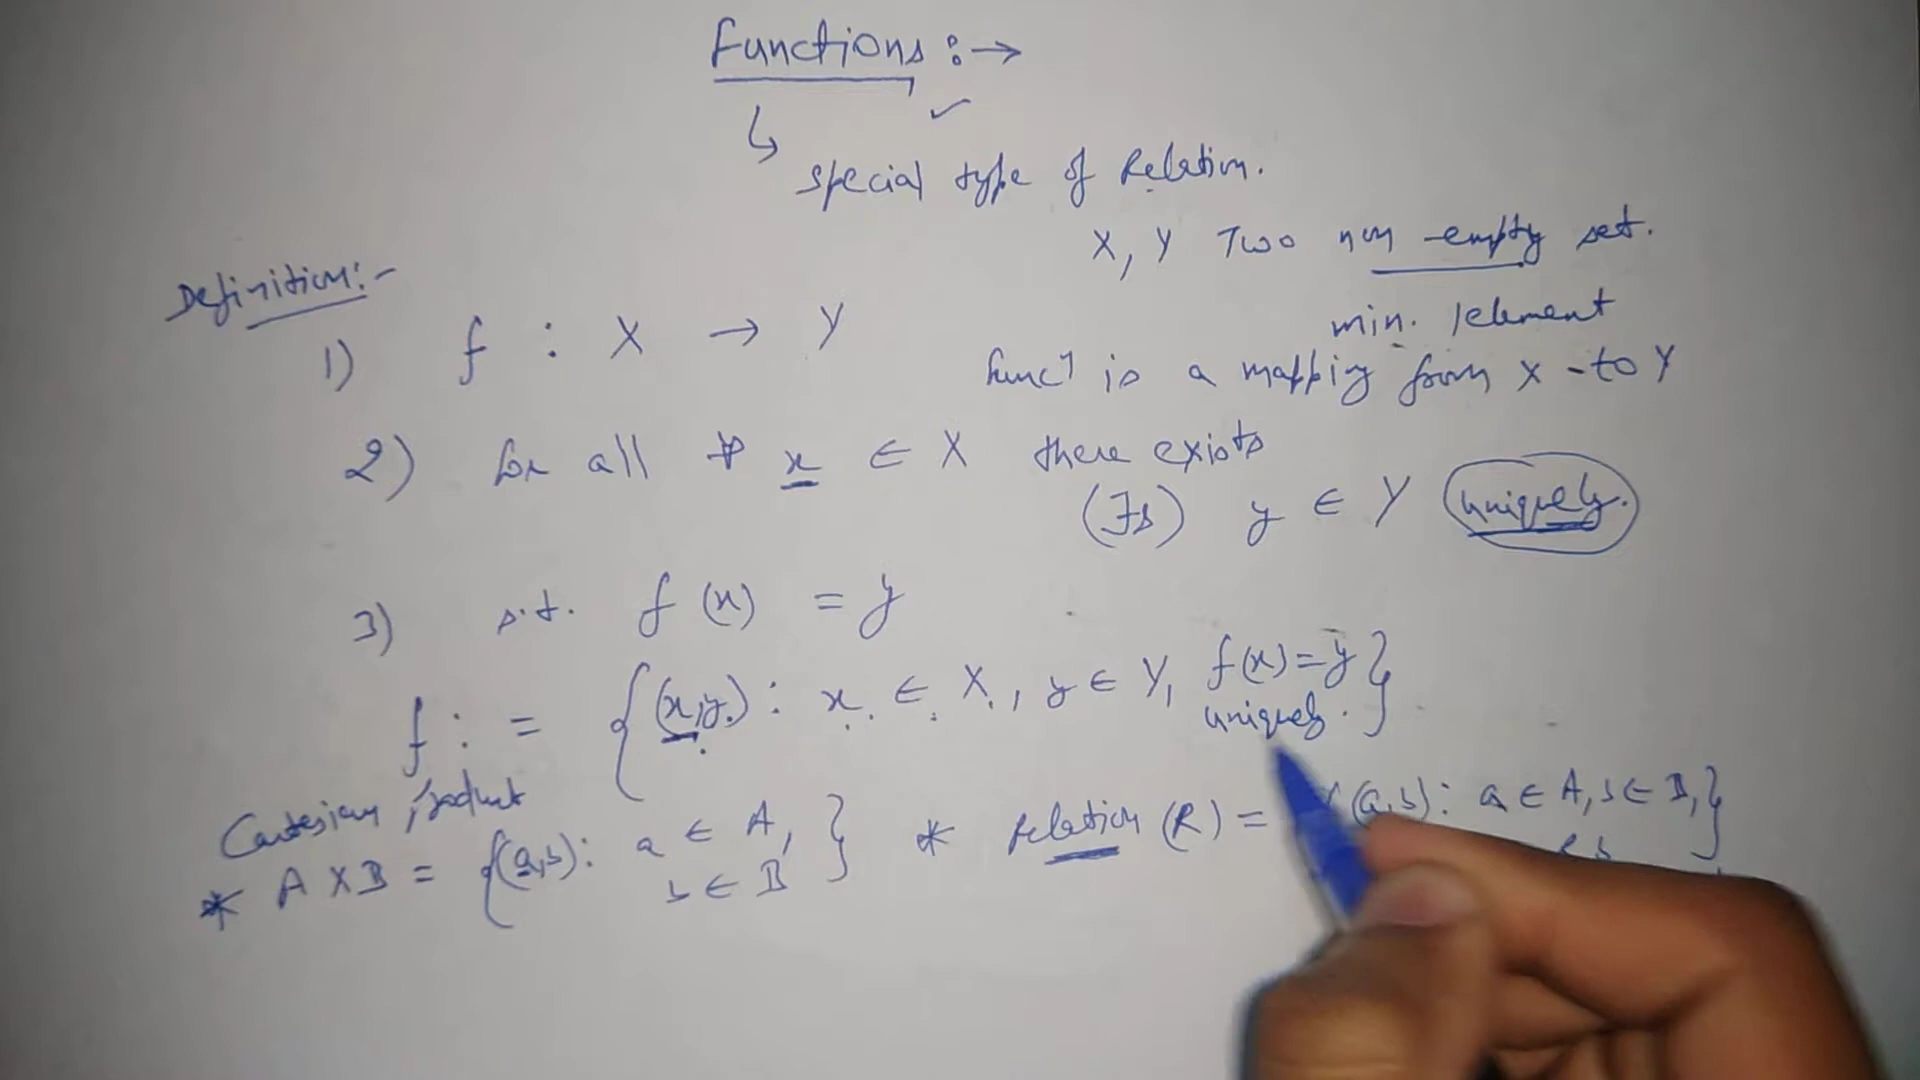 Functions :→
↳ special type of Relation.
X, Y Two non-empty set.
Definition:-
min. 1 element
1) f : X → Y
funcⁿ is a mapping from X to Y
2) for all ∀ x ∈ X there exists
(∃s) y ∈ Y uniquely.
3) s.t. f(x) = y
f := {(x,y) : x ∈ X, y ∈ Y, f(x)=y}
uniquely.
Cartesian product
* A X B = {(a,b): a ∈ A,
b ∈ B}
* Relation (R) = (a,b): a ∈ A, b ∈ B,}